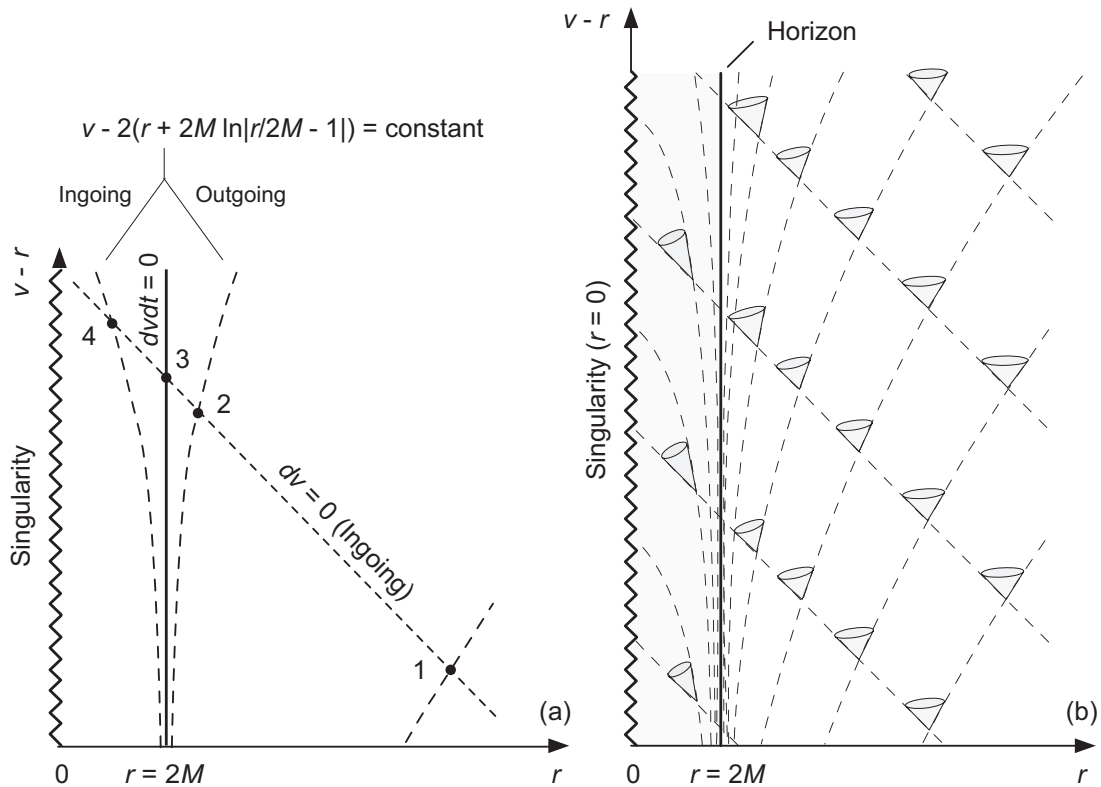 v - 2(r + 2M ln|r/2M - 1|) = constant
Ingoing
Outgoing
v - r
Singularity
dvdt = 0
4
3
2
dv = 0 (Ingoing)
1
(a)
0
r = 2M
r
v - r
Horizon
Singularity (r = 0)
(b)
0
r = 2M
r